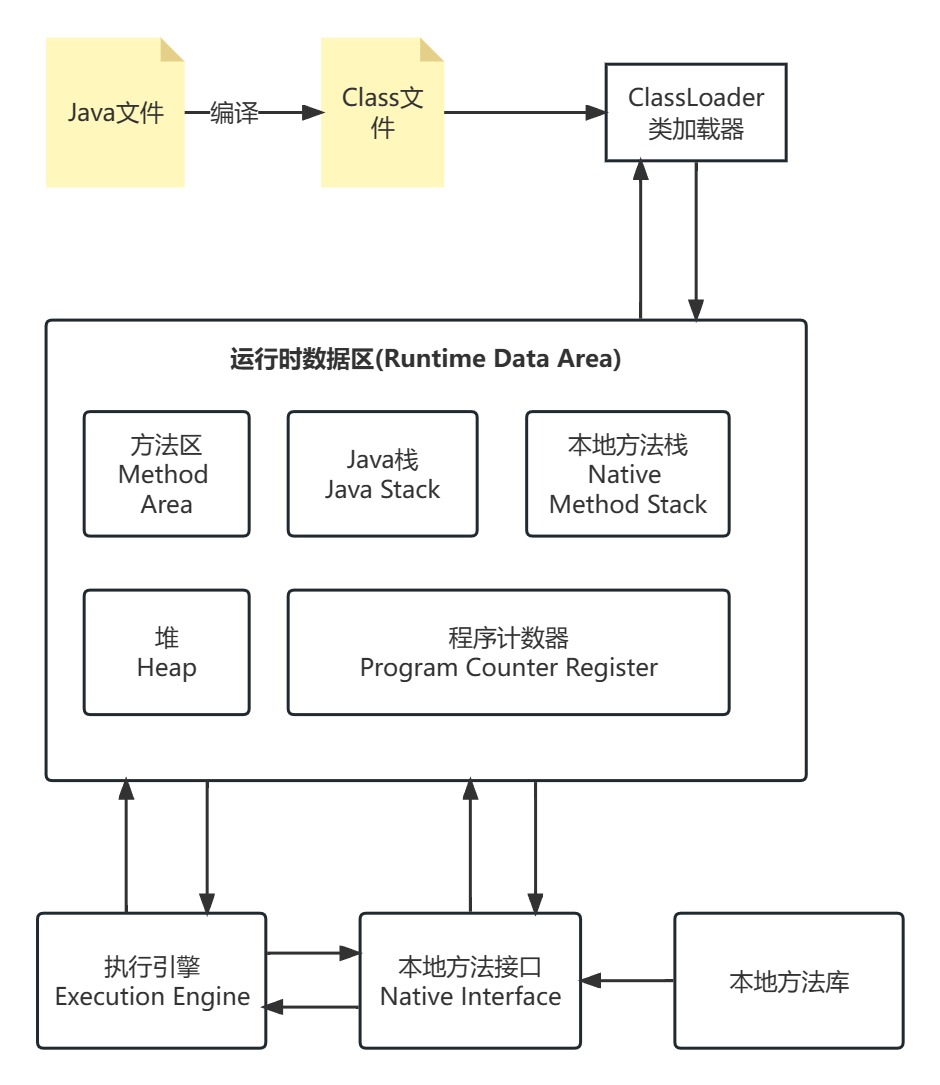 Java文件
编译
Class文
件
ClassLoader
类加载器
运行时数据区(Runtime Data Area)
方法区
Method
Area
Java栈
Java Stack
本地方法栈
Native
Method Stack
堆
Heap
程序计数器
Program Counter Register
执行引擎
Execution Engine
本地方法接口
Native Interface
本地方法库